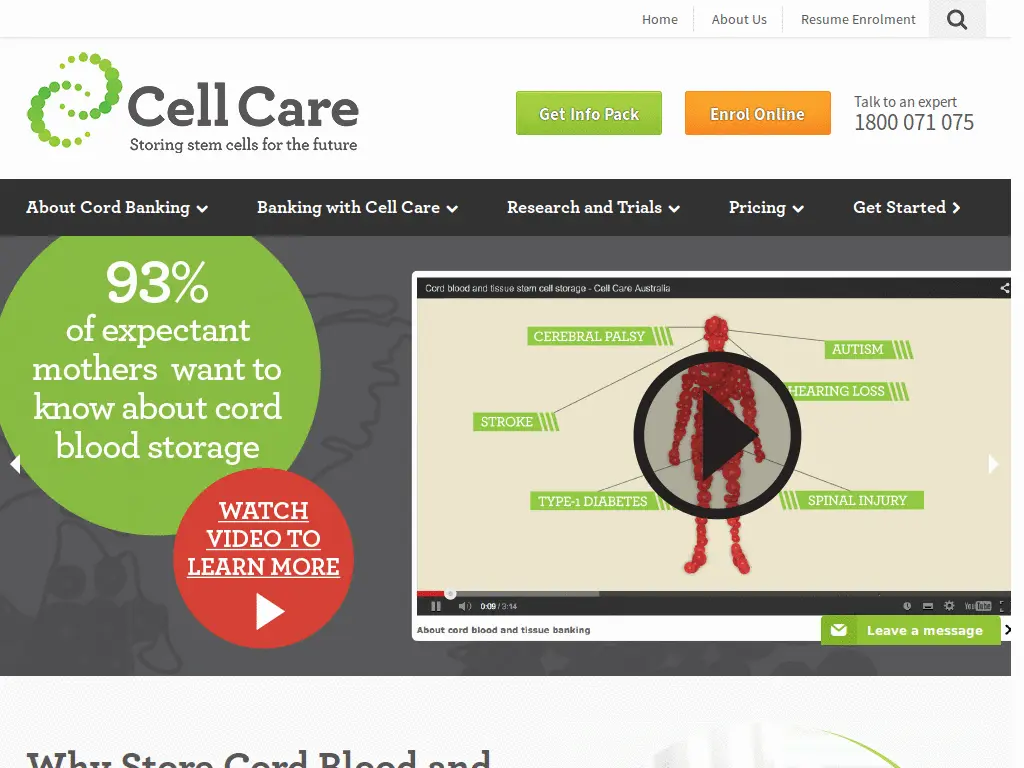 Home
About Us
Resume Enrolment
Cell Care
Storing stem cells for the future
Get Info Pack
Enrol Online
Talk to an expert
1800 071 075
About Cord Banking
Banking with Cell Care
Research and Trials
Pricing
Get Started
93%
of expectant
mothers want to
know about cord
blood storage
WATCH
VIDEO TO
LEARN MORE
Cord blood and tissue stem cell storage - Cell Care Australia
CEREBRAL PALSY
AUTISM
HEARING LOSS
STROKE
TYPE-1 DIABETES
SPINAL INJURY
0:09 / 3:14
YouTube
About cord blood and tissue banking
Leave a message
Why Store Cord Blood and